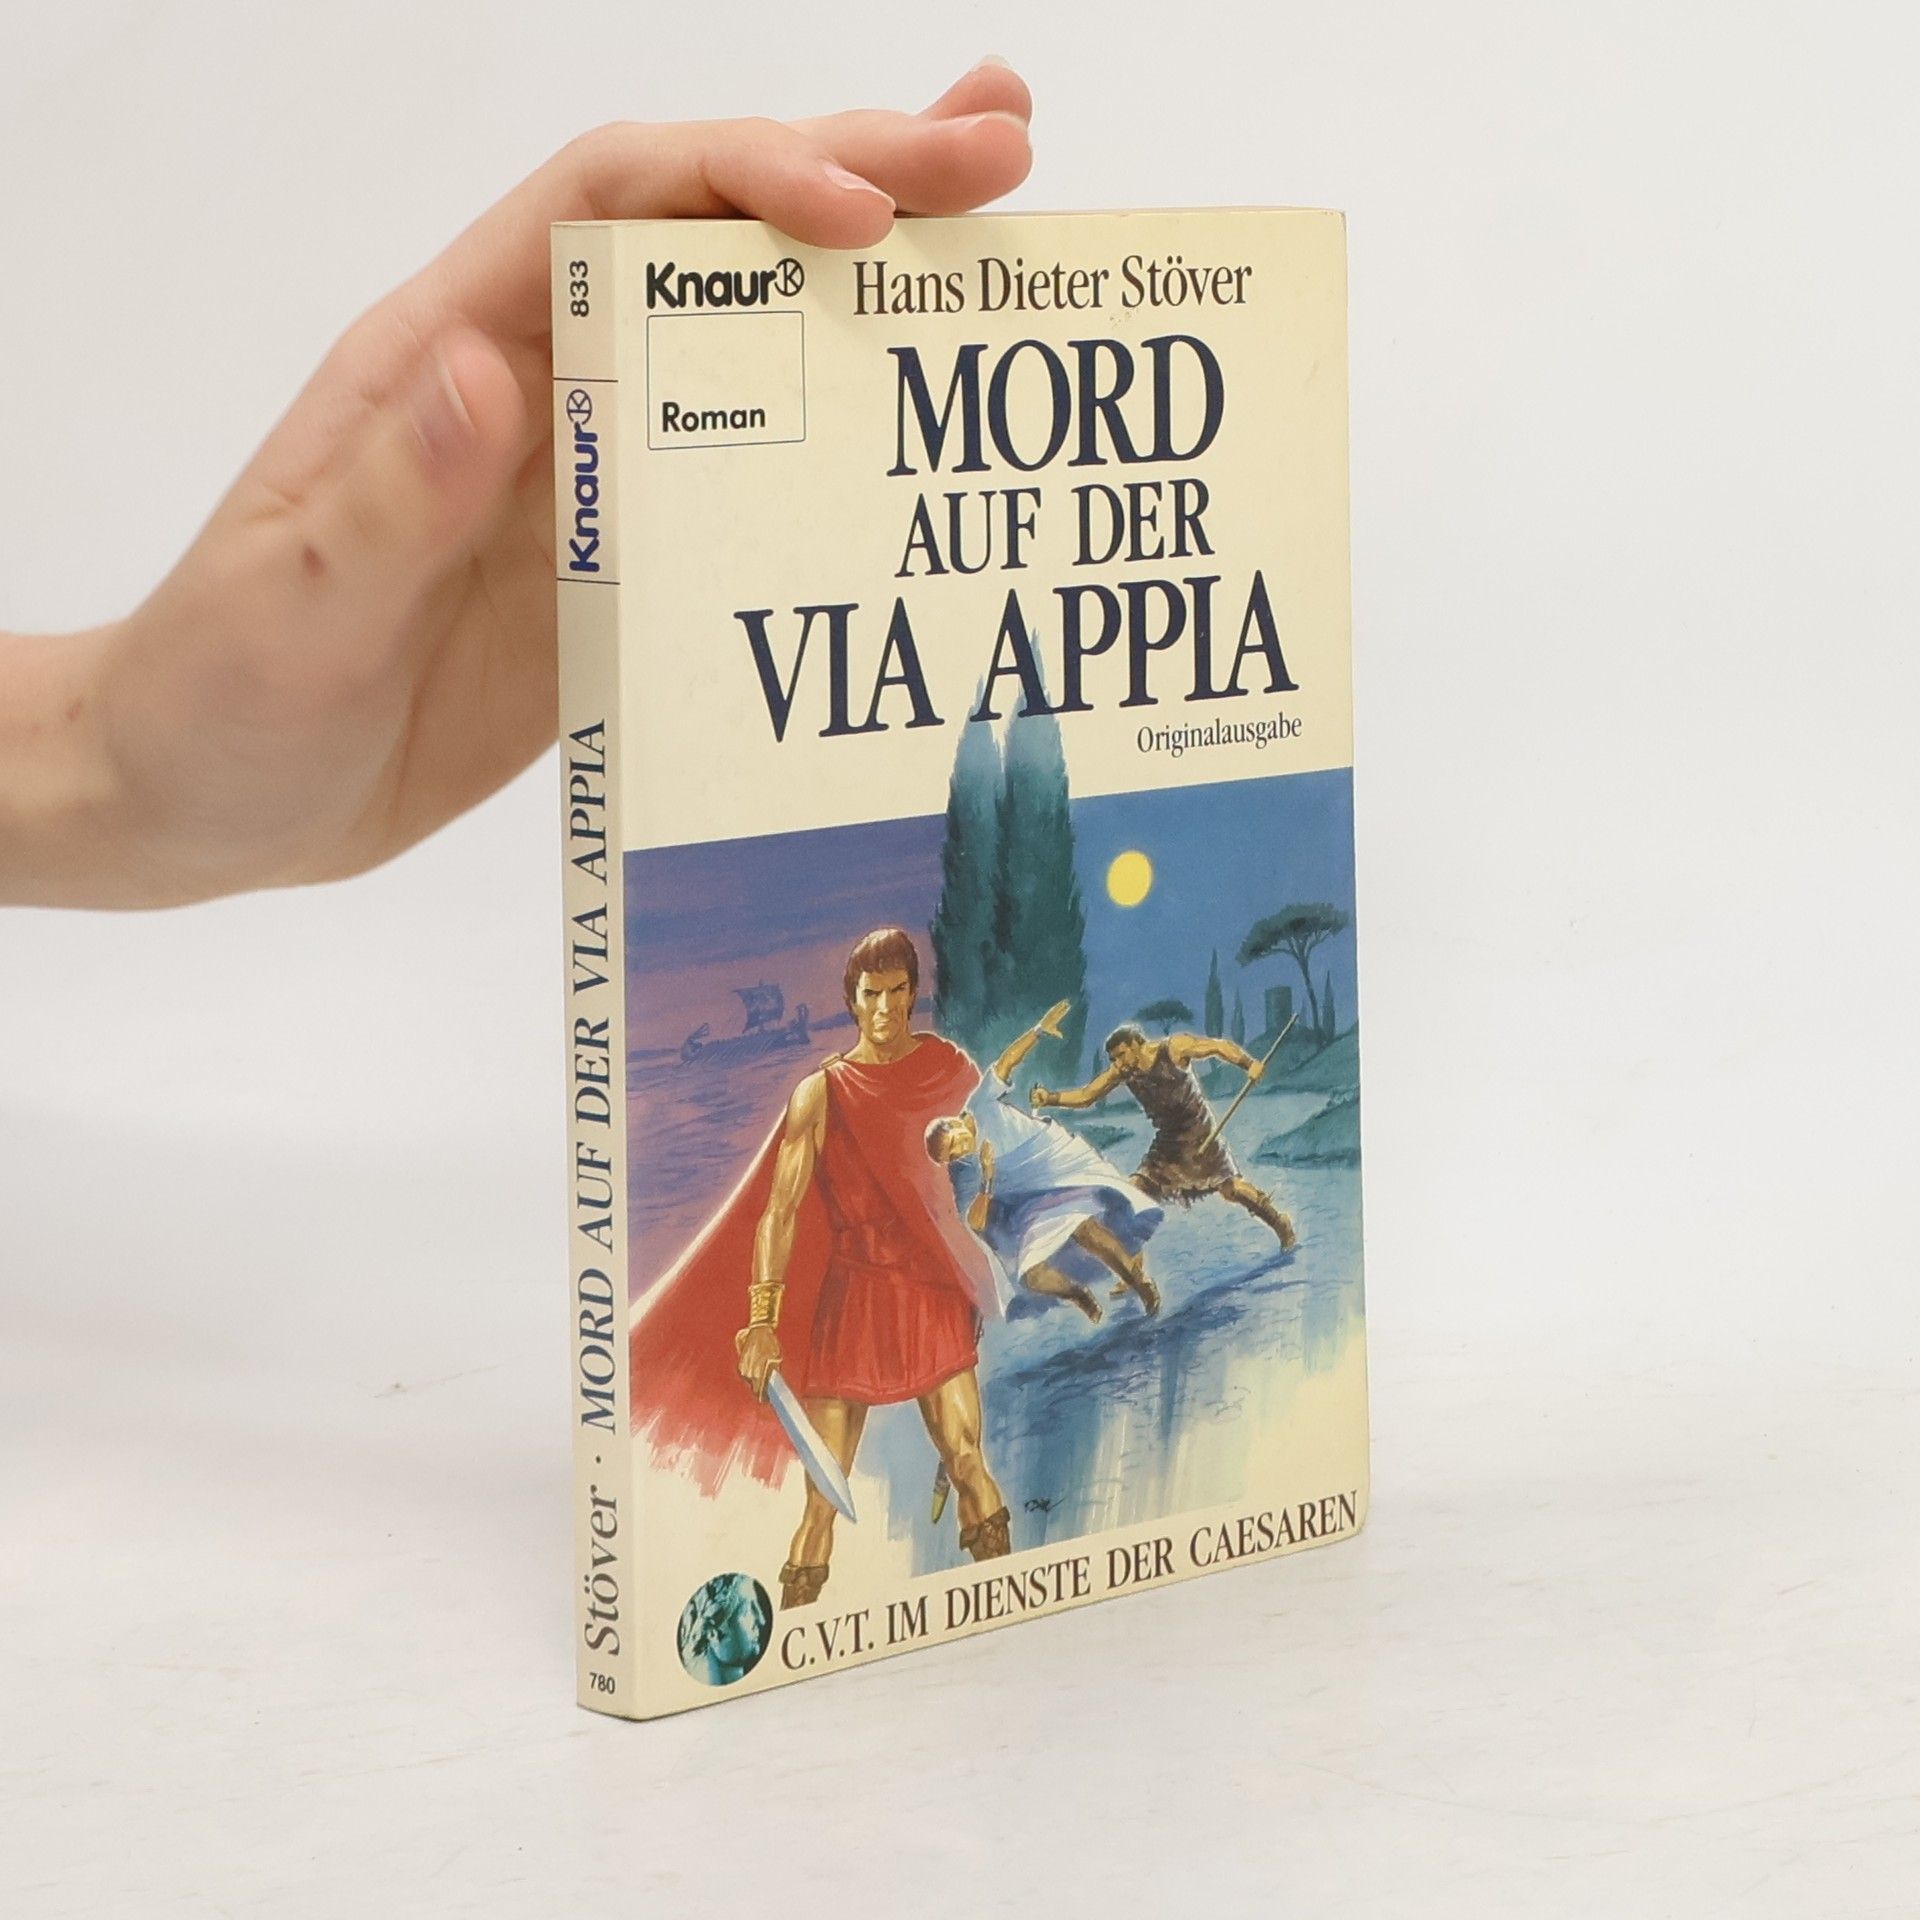 833
Knaur
Stöver · MORD AUF DER VIA APPIA
780
Knaur
Roman
Hans Dieter Stöver
MORD
AUF DER
VIA APPIA
Originalausgabe
C.V.T. IM DIENSTE DER CAESAREN